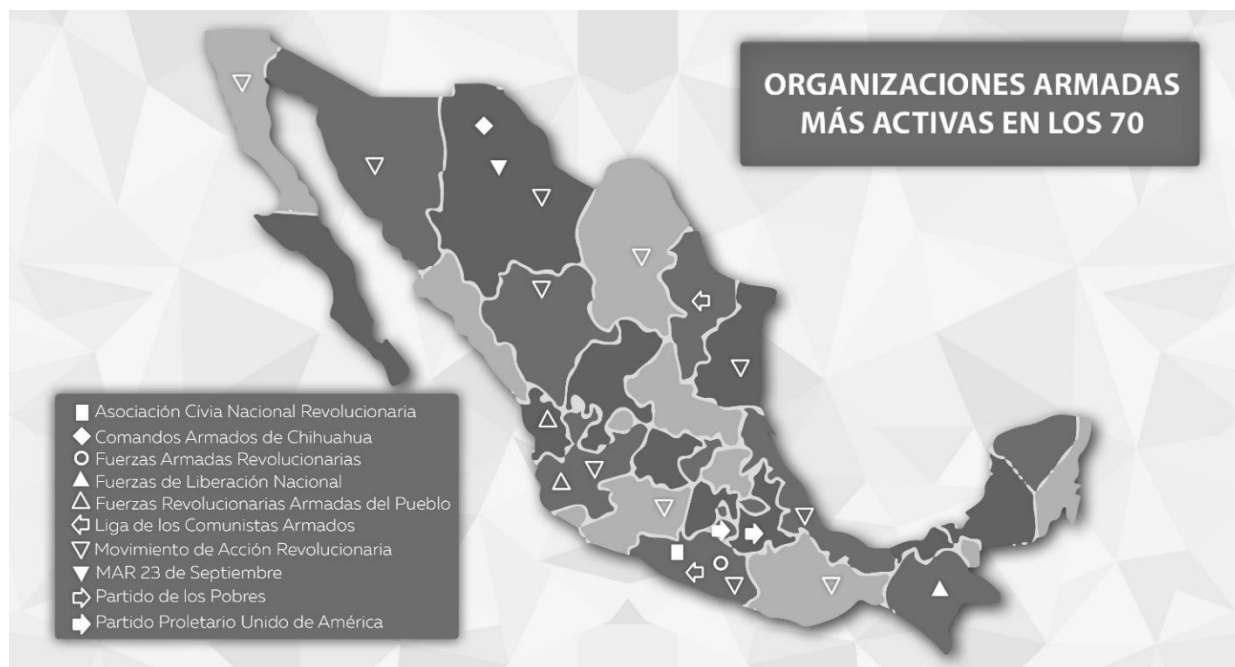 ORGANIZACIONES ARMADAS
MÁS ACTIVAS EN LOS 70
Asociación Cívia Nacional Revolucionaria
Comandos Armados de Chihuahua
Fuerzas Armadas Revolucionarias
Fuerzas de Liberación Nacional
Fuerzas Revolucionarias Armadas del Pueblo
Liga de los Comunistas Armados
Movimiento de Acción Revolucionaria
MAR 23 de Septiembre
Partido de los Pobres
Partido Proletario Unido de América